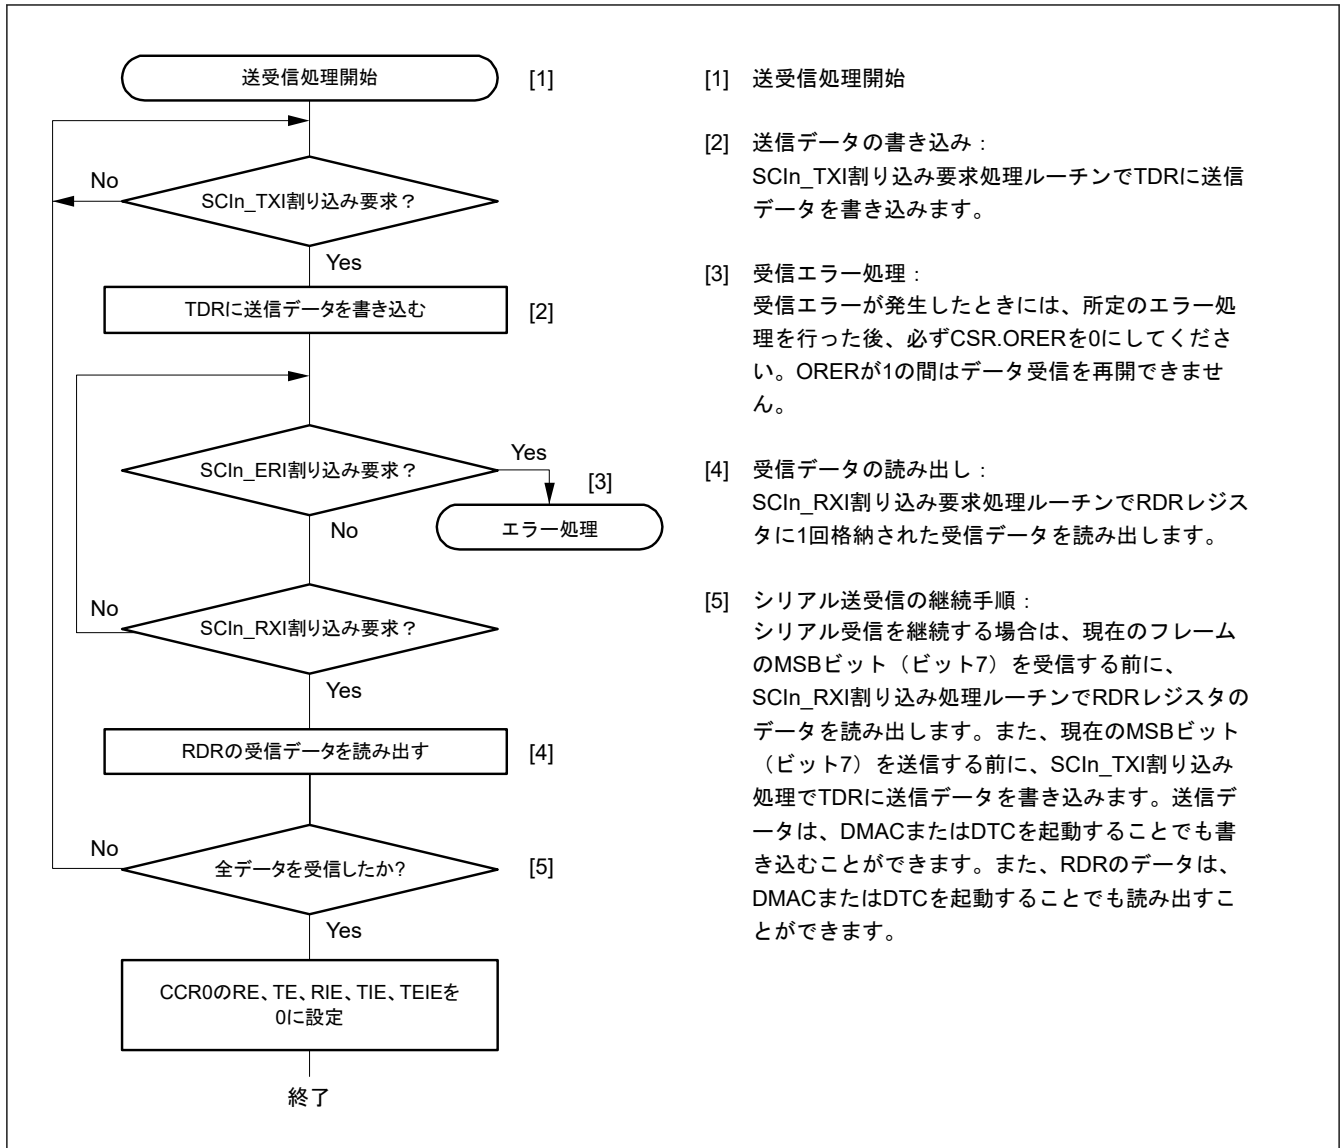 送受信処理開始
[1]
No
SCIn_TXI割り込み要求？
Yes
TDRに送信データを書き込む
[2]
SCIn_ERI割り込み要求？
Yes
[3]
エラー処理
No
No
SCIn_RXI割り込み要求？
Yes
RDRの受信データを読み出す
[4]
No
全データを受信したか?
[5]
Yes
CCR0のRE、TE、RIE、TIE、TEIEを
0に設定
終了
[1] 送受信処理開始
[2] 送信データの書き込み：
SCIn_TXI割り込み要求処理ルーチンでTDRに送信
データを書き込みます。
[3] 受信エラー処理：
受信エラーが発生したときには、所定のエラー処
理を行った後、必ずCSR.ORERを0にしてくださ
い。ORERが1の間はデータ受信を再開できませ
ん。
[4] 受信データの読み出し：
SCIn_RXI割り込み要求処理ルーチンでRDRレジス
タに1回格納された受信データを読み出します。
[5] シリアル送受信の継続手順：
シリアル受信を継続する場合は、現在のフレーム
のMSBビット（ビット7）を受信する前に、
SCIn_RXI割り込み処理ルーチンでRDRレジスタの
データを読み出します。また、現在のMSBビット
（ビット7）を送信する前に、SCIn_TXI割り込み
処理でTDRに送信データを書き込みます。送信デ
ータは、DMACまたはDTCを起動することでも書
き込むことができます。また、RDRのデータは、
DMACまたはDTCを起動することでも読み出すこ
とができます。